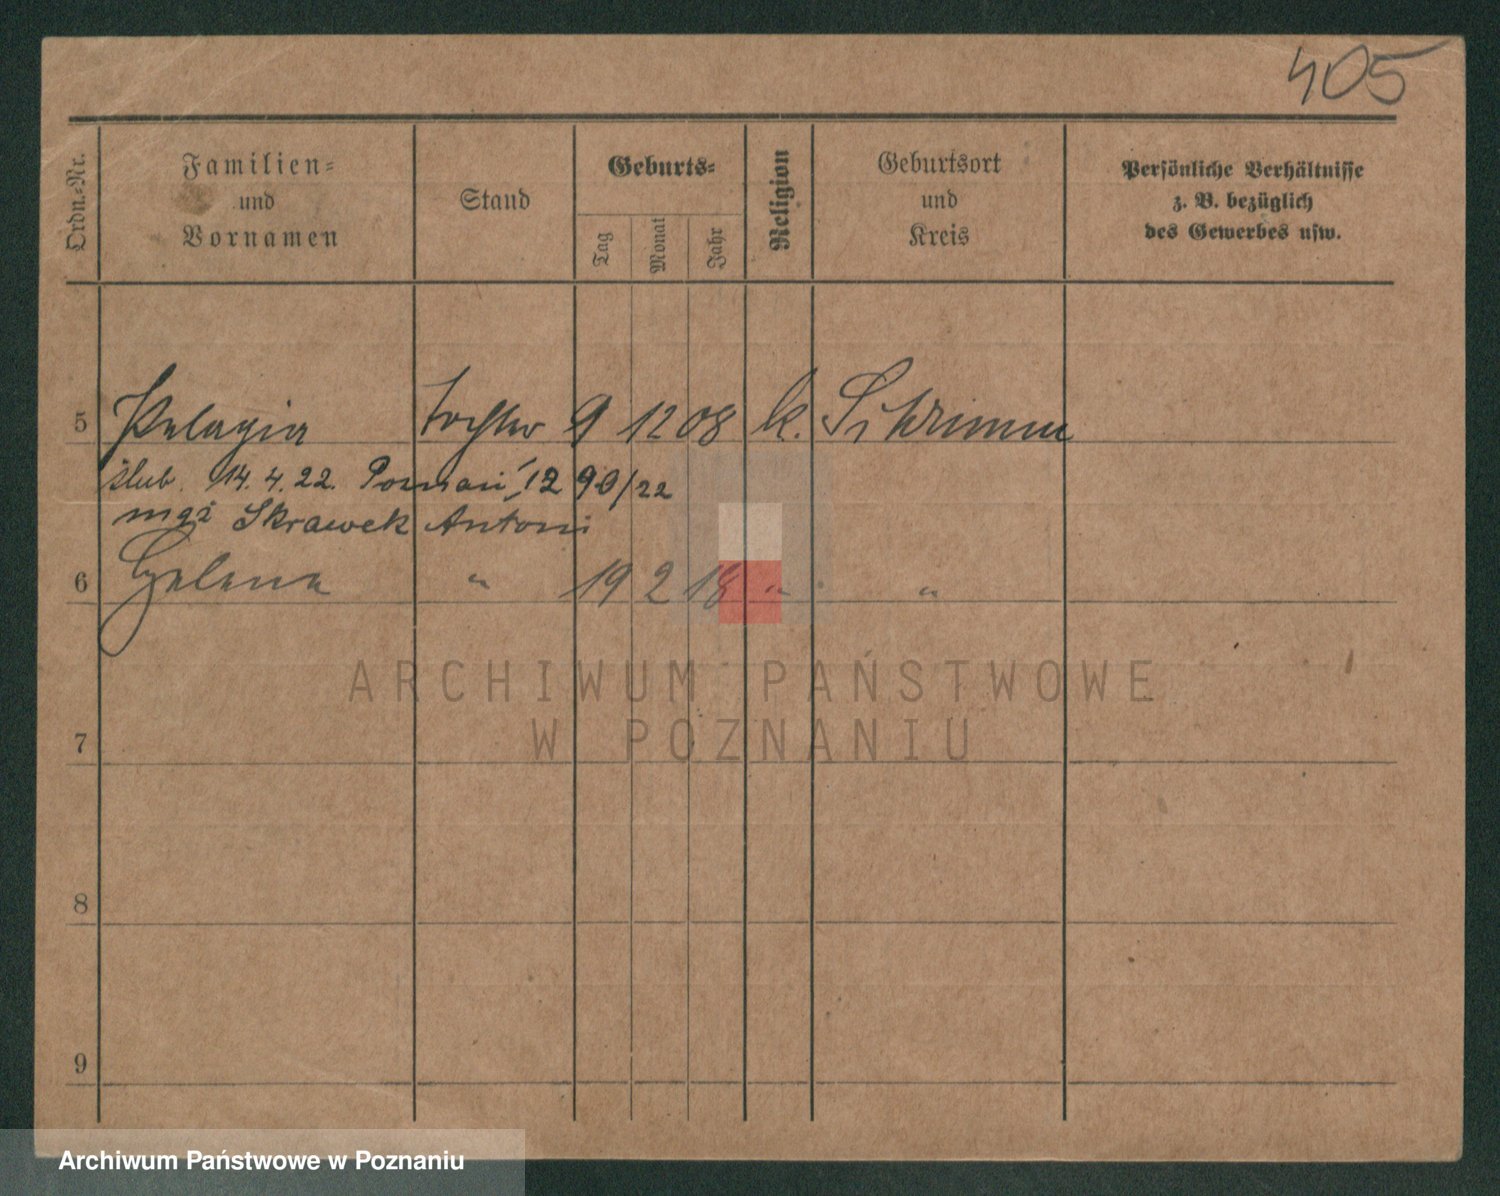 405
Ordn.-Nr.
Familien-
und
Vornamen
Stand
Geburts-
Tag
Monat
Jahr
Religion
Geburtsort
und
Kreis
Persönliche Verhältnisse
z. B. bezüglich
des Gewerbes usw.
5 Pelagia Tochter 9 12 08 k. Schrimm
ślub. 14. 4. 22. Poznań, 1290/22
mąż Skrawek Antoni
6 Helena " 19 2 18 " "
ARCHIWUM PAŃSTWOWE
W POZNANIU
7
8
9
Archiwum Państwowe w Poznaniu